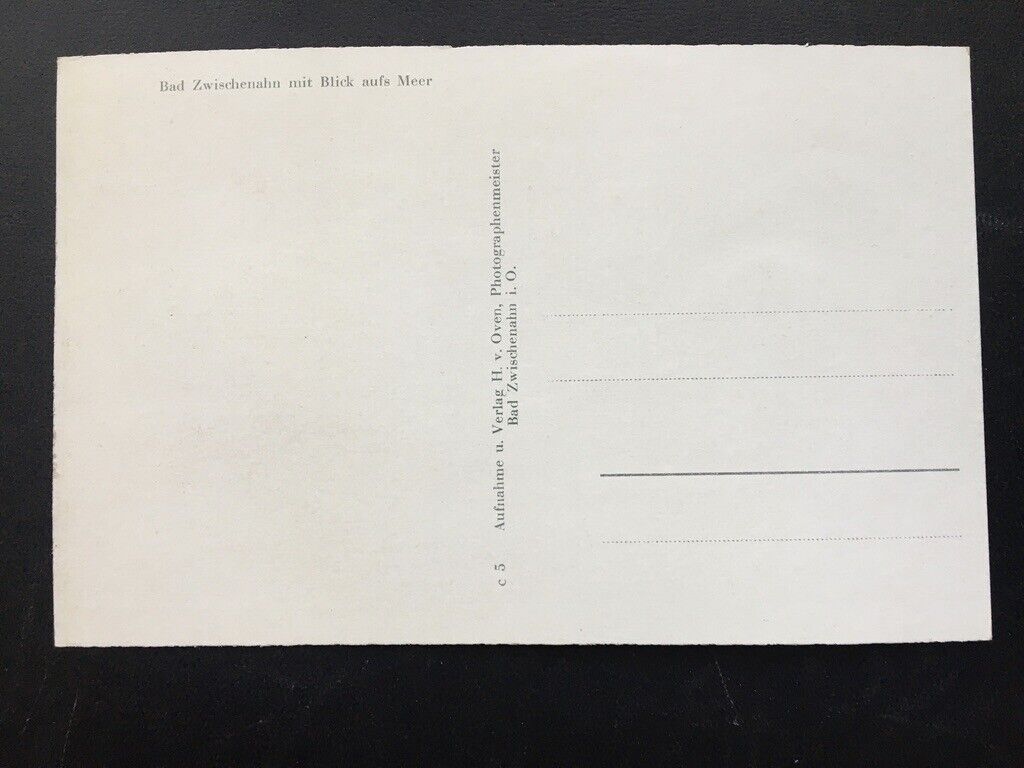 Bad Zwischenahn mit Blick aufs Meer
c 5 Aufnahme u. Verlag H. v. Oven, Photographenmeister
Bad Zwischenahn i. O.